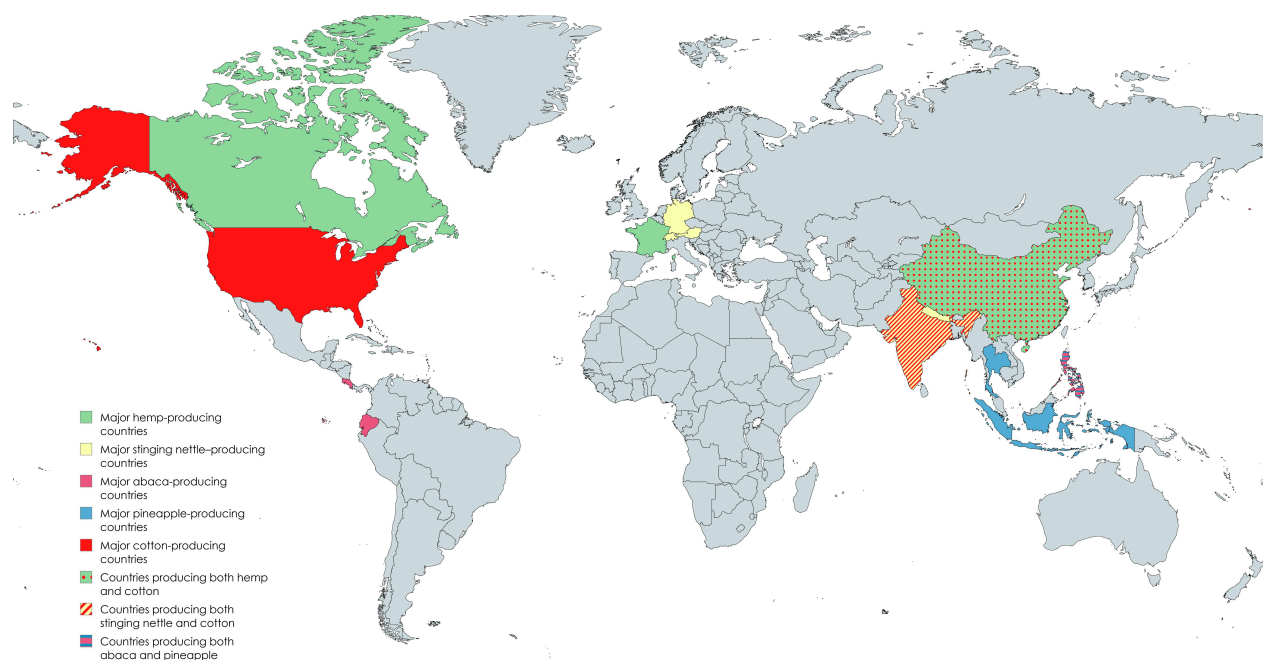 Major hemp-producing
countries
Major stinging nettle–producing
countries
Major abaca-producing
countries
Major pineapple-producing
countries
Major cotton-producing
countries
Countries producing both hemp
and cotton
Countries producing both
stinging nettle and cotton
Countries producing both
abaca and pineapple